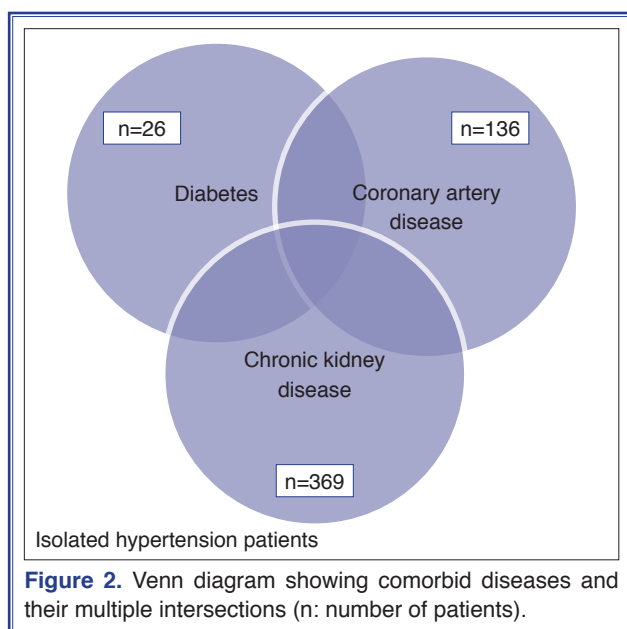 n=26
n=136
Diabetes
Coronary artery
disease
Chronic kidney
disease
n=369
Isolated hypertension patients
Figure 2. Venn diagram showing comorbid diseases and
their multiple intersections (n: number of patients).